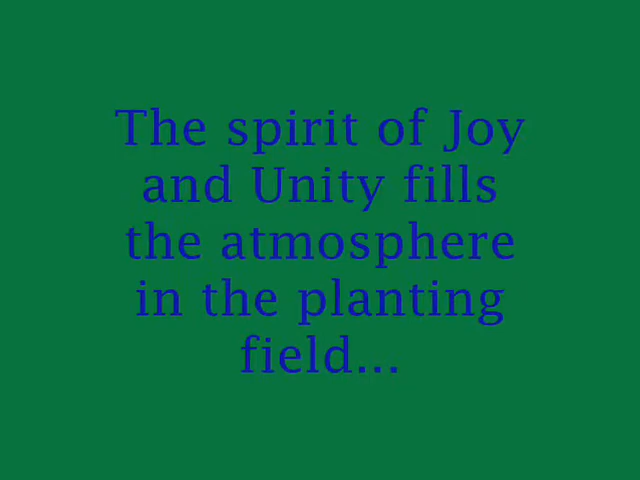 The spirit of Joy
and Unity fills
the atmosphere
in the planting
field...